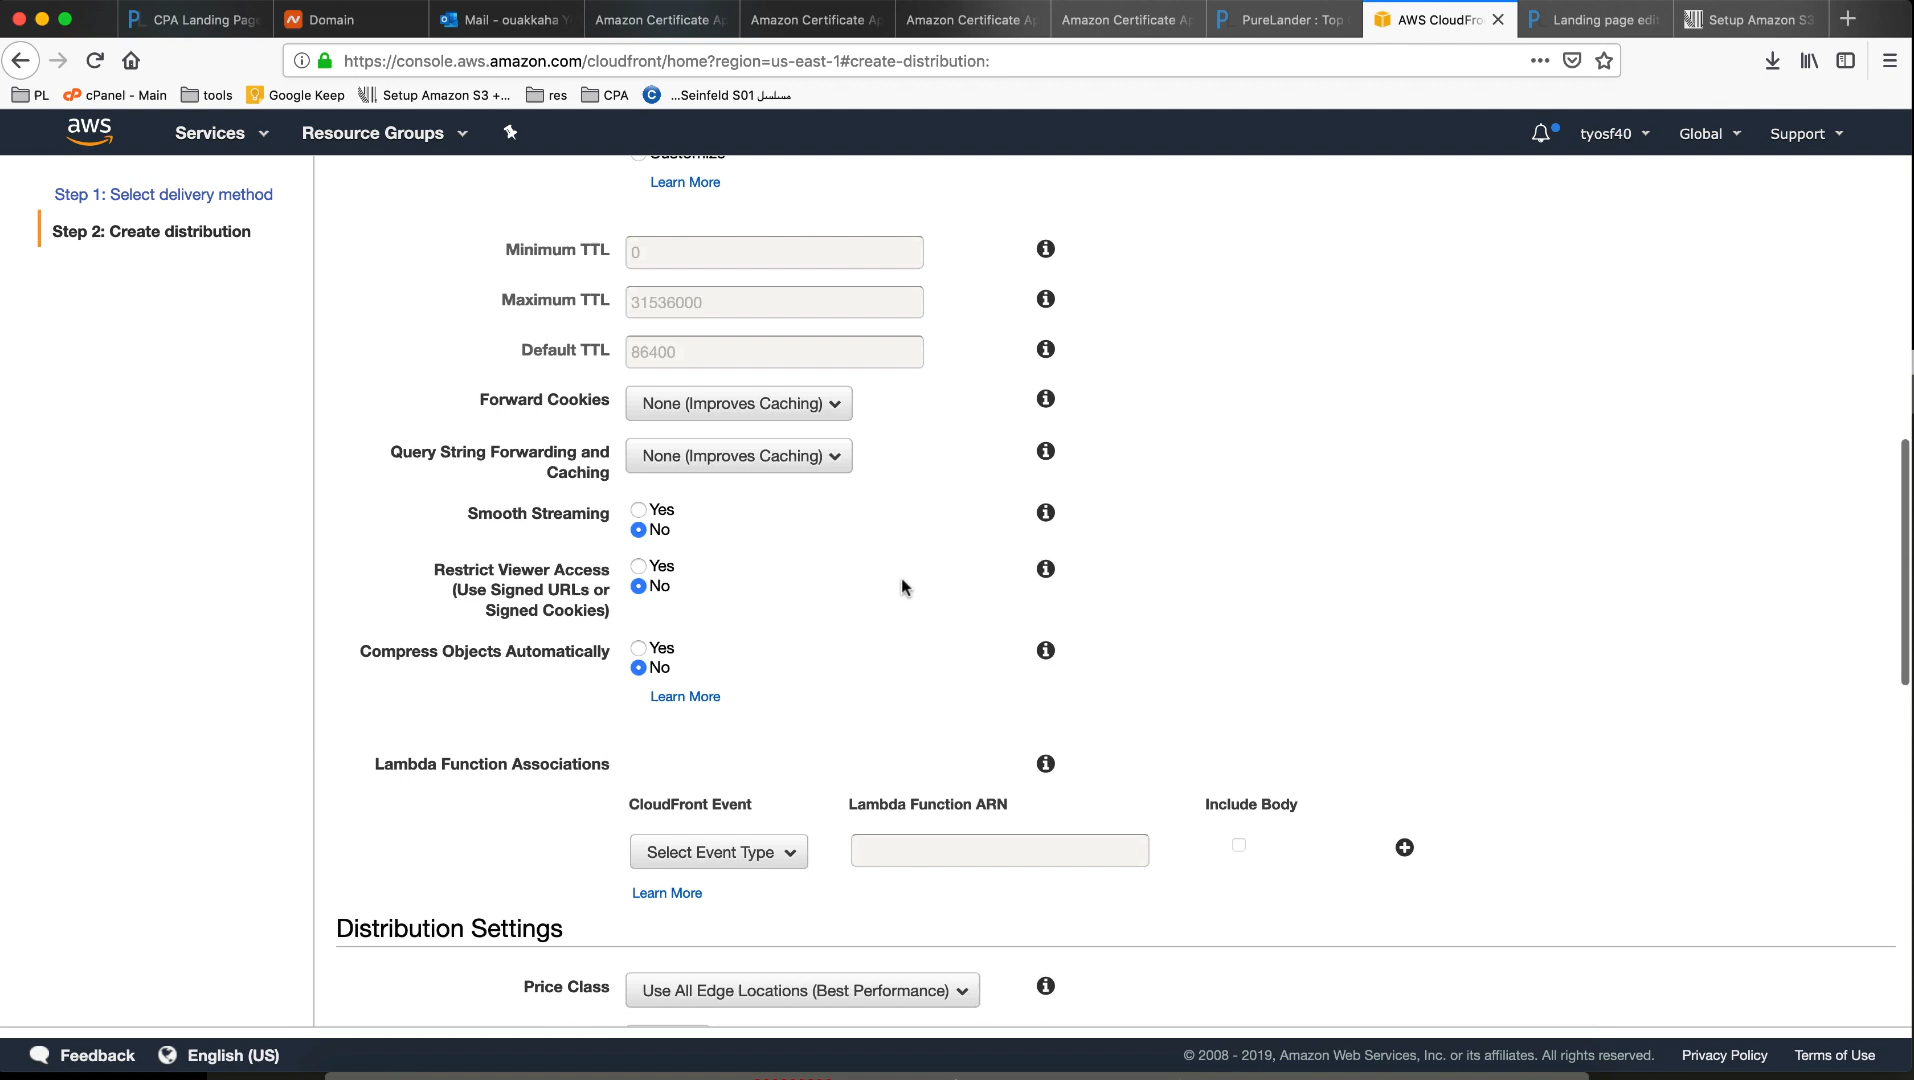 CPA Landing Page
Domain
Mail - ouakkaha Y
Amazon Certificate Ap
Amazon Certificate Ap
Amazon Certificate Ap
Amazon Certificate Ap
PureLander : Top
AWS CloudFro
Landing page edi
Setup Amazon S3
https://console.aws.amazon.com/cloudfront/home?region=us-east-1#create-distribution:
PL
cPanel - Main
tools
Google Keep
Setup Amazon S3 +...
res
CPA
...Seinfeld S01 مسلسل
aws
Services
Resource Groups
tyosf40
Global
Support
Step 1: Select delivery method
Step 2: Create distribution
Customize
Learn More
Minimum TTL
0
Maximum TTL
31536000
Default TTL
86400
Forward Cookies
None (Improves Caching)
Query String Forwarding and
Caching
None (Improves Caching)
Smooth Streaming
Yes
No
Restrict Viewer Access
(Use Signed URLs or
Signed Cookies)
Yes
No
Compress Objects Automatically
Yes
No
Learn More
Lambda Function Associations
CloudFront Event
Lambda Function ARN
Include Body
Select Event Type
Learn More
Distribution Settings
Price Class
Use All Edge Locations (Best Performance)
Feedback
English (US)
© 2008 - 2019, Amazon Web Services, Inc. or its affiliates. All rights reserved.
Privacy Policy
Terms of Use